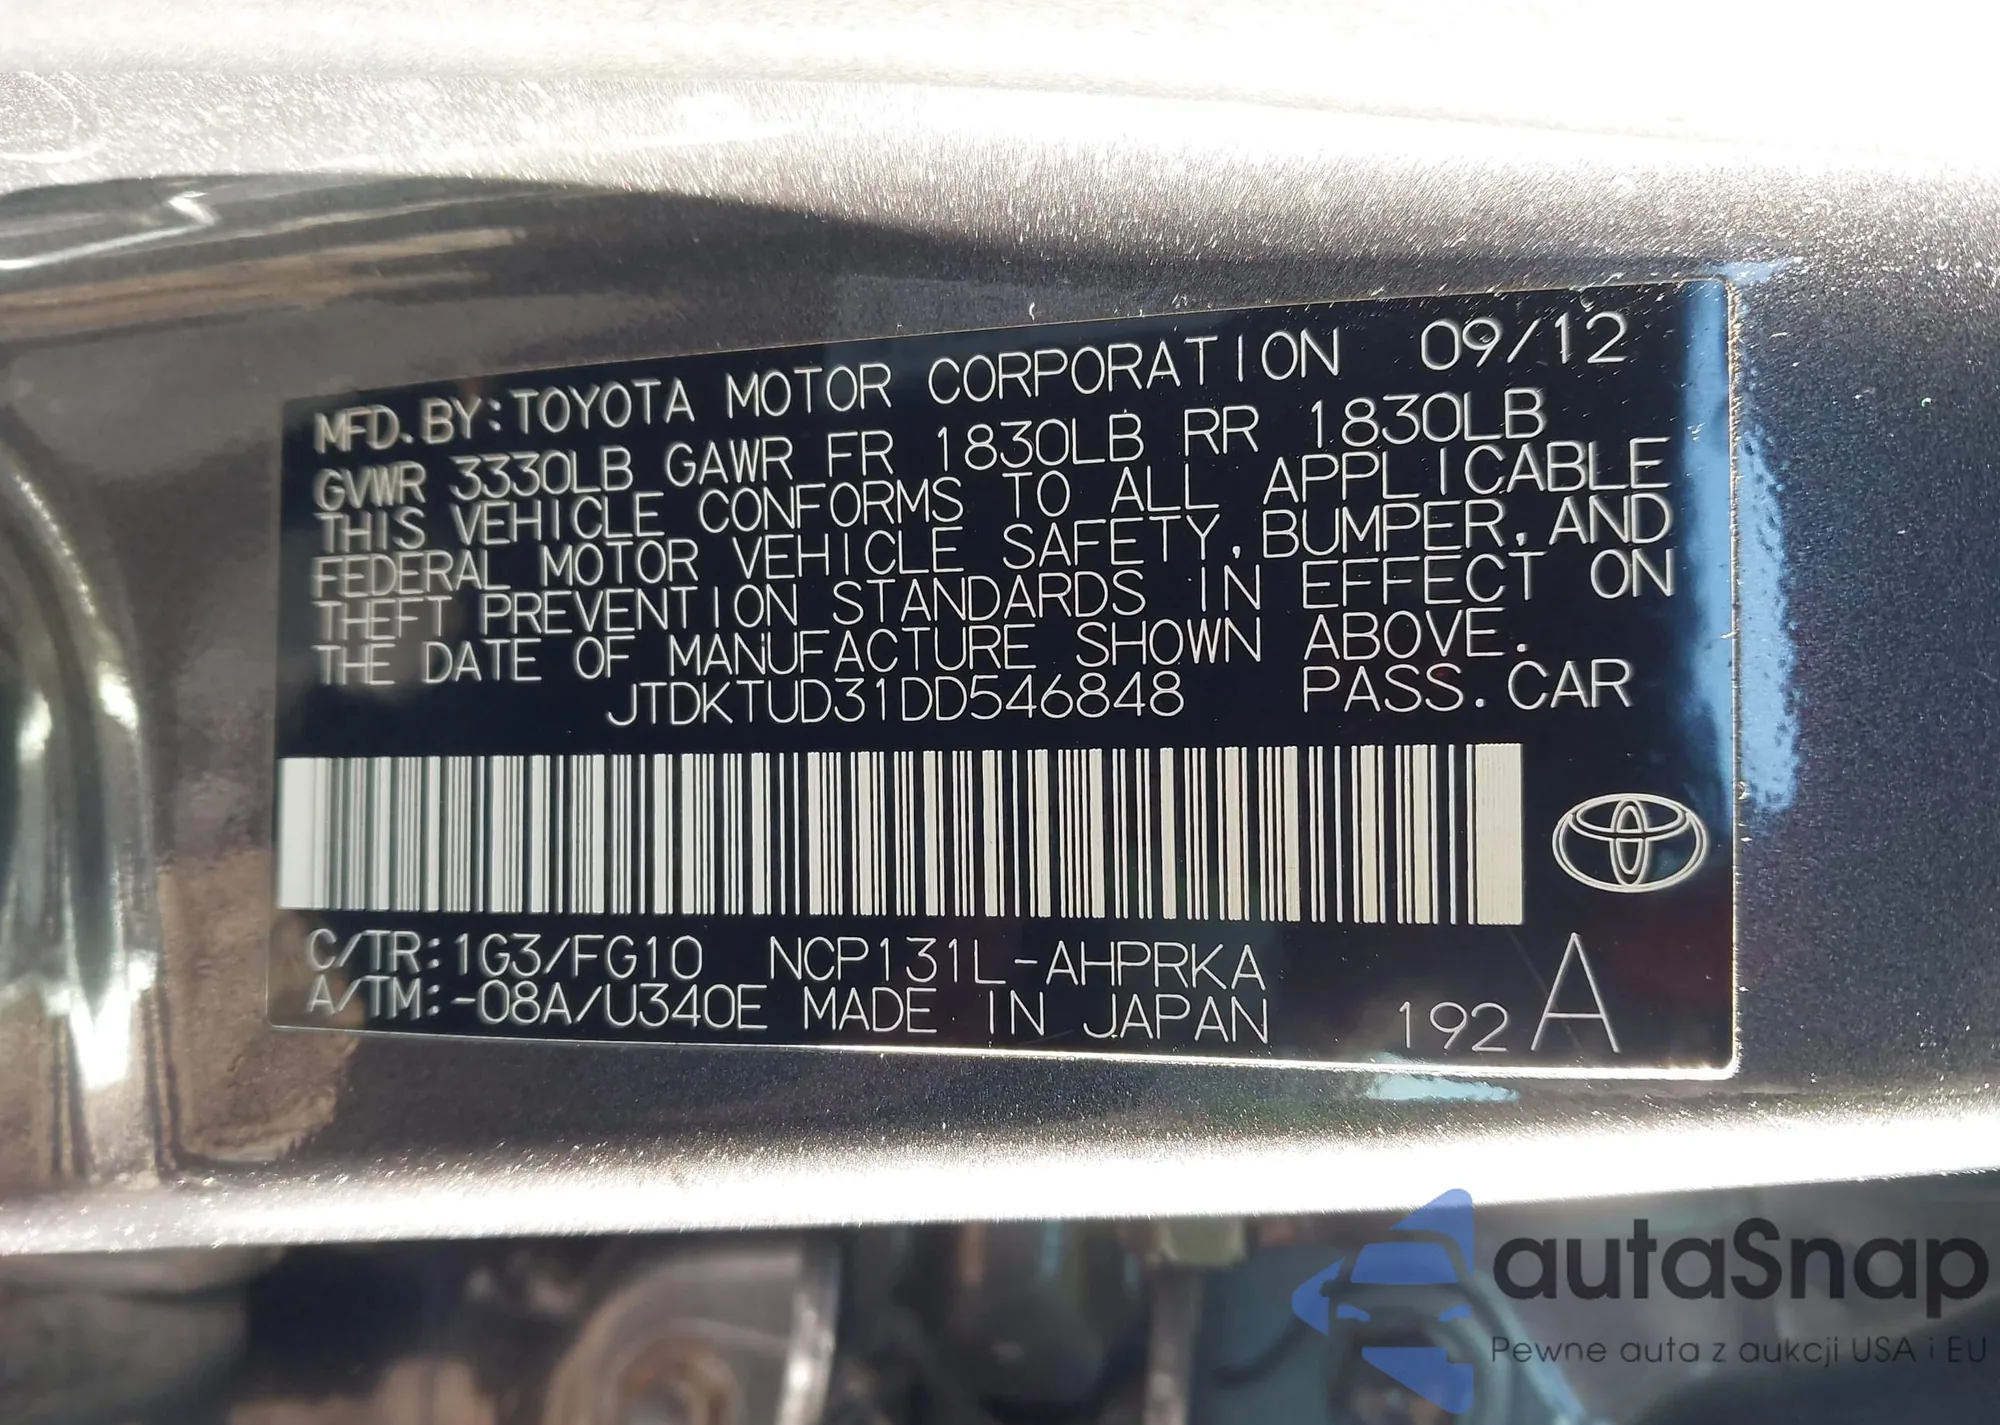 MFD. BY: TOYOTA MOTOR CORPORATION 09/12
GVWR 3330LB GAWR FR 1830LB RR 1830LB
THIS VEHICLE CONFORMS TO ALL APPLICABLE
FEDERAL MOTOR VEHICLE SAFETY, BUMPER, AND
THEFT PREVENTION STANDARDS IN EFFECT ON
THE DATE OF MANUFACTURE SHOWN ABOVE.
JTDKTUD31DD546848 PASS. CAR
C/TR: 1G3/FG10 NCP131L-AHPRKA
A/TM: -08A/U340E MADE IN JAPAN 192 A
autaSnap
Pewne auta z aukcji USA i EU